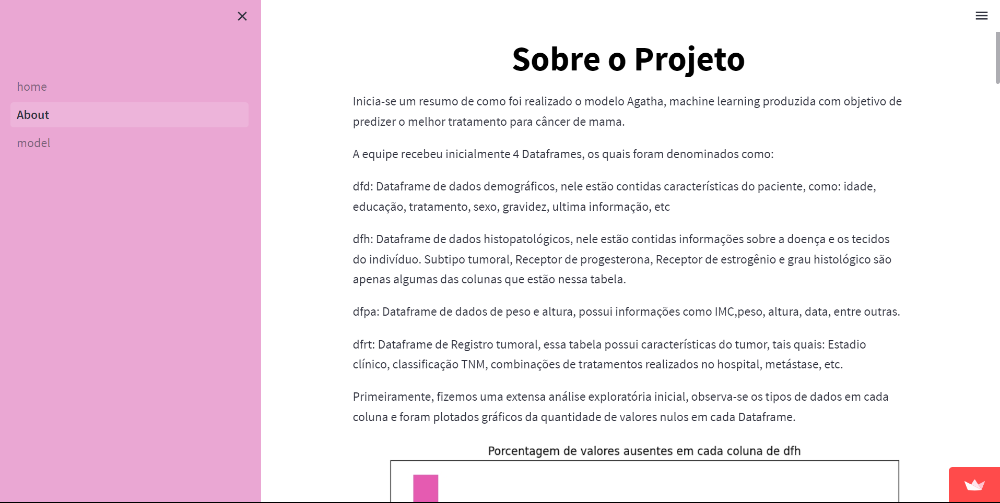 home
About
model
Sobre o Projeto
Inicia-se um resumo de como foi realizado o modelo Agatha, machine learning produzida com objetivo de
predizer o melhor tratamento para câncer de mama.
A equipe recebeu inicialmente 4 Dataframes, os quais foram denominados como:
dfd: Dataframe de dados demográficos, nele estão contidas características do paciente, como: idade,
educação, tratamento, sexo, gravidez, ultima informação, etc
dfh: Dataframe de dados histopatológicos, nele estão contidas informações sobre a doença e os tecidos
do indivíduo. Subtipo tumoral, Receptor de progesterona, Receptor de estrogênio e grau histológico são
apenas algumas das colunas que estão nessa tabela.
dfpa: Dataframe de dados de peso e altura, possui informações como IMC,peso, altura, data, entre outras.
dfrt: Dataframe de Registro tumoral, essa tabela possui características do tumor, tais quais: Estadio
clínico, classificação TNM, combinações de tratamentos realizados no hospital, metástase, etc.
Primeiramente, fizemos uma extensa análise exploratória inicial, observa-se os tipos de dados em cada
coluna e foram plotados gráficos da quantidade de valores nulos em cada Dataframe.
Porcentagem de valores ausentes em cada coluna de dfh